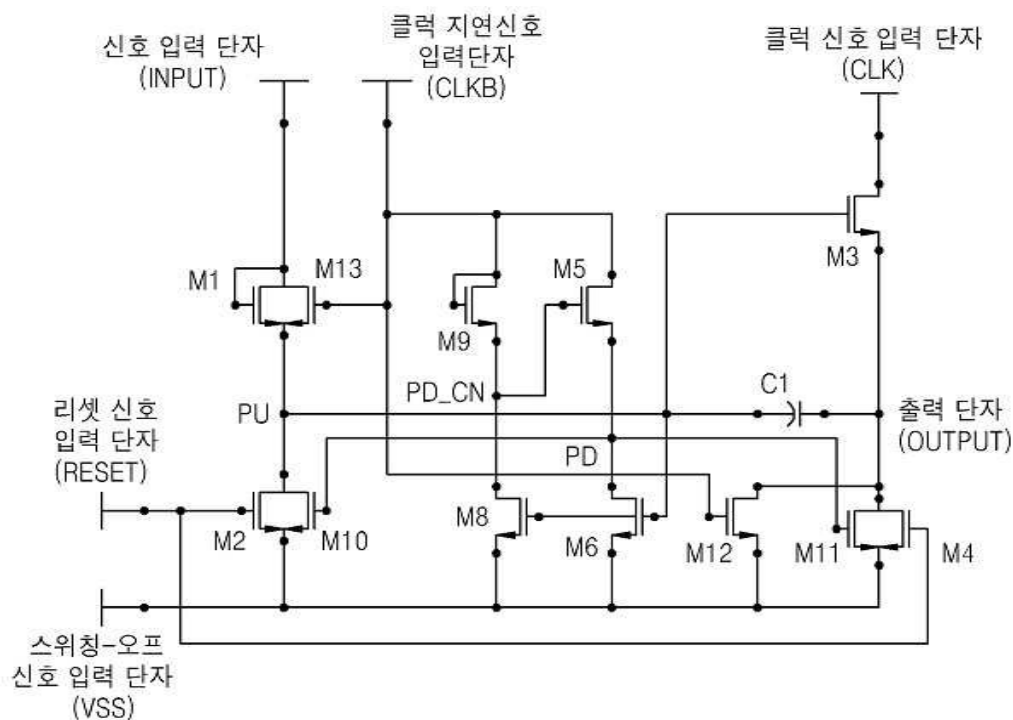 신호 입력 단자
(INPUT)
클럭 지연신호
입력단자
(CLKB)
클럭 신호 입력 단자
(CLK)
M1
M13
M9
M5
M3
PD_CN
C1
리셋 신호
입력 단자
(RESET)
PU
PD
출력 단자
(OUTPUT)
M2
M10
M8
M6
M12
M11
M4
스위칭-오프
신호 입력 단자
(VSS)